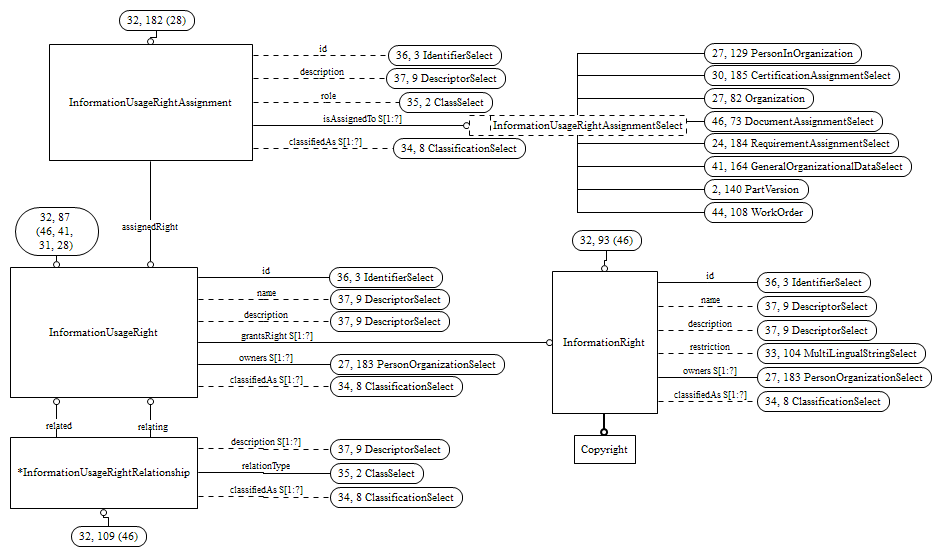 32, 182 (28)
InformationUsageRightAssignment
id
36, 3 IdentifierSelect
description
37, 9 DescriptorSelect
role
35, 2 ClassSelect
isAssignedTo S[1:?]
InformationUsageRightAssignmentSelect
classifiedAs S[1:?]
34, 8 ClassificationSelect
27, 129 PersonInOrganization
30, 185 CertificationAssignmentSelect
27, 82 Organization
46, 73 DocumentAssignmentSelect
24, 184 RequirementAssignmentSelect
41, 164 GeneralOrganizationalDataSelect
2, 140 PartVersion
44, 108 WorkOrder
assignedRight
32, 87
(46, 41,
31, 28)
InformationUsageRight
id
36, 3 IdentifierSelect
name
37, 9 DescriptorSelect
description
37, 9 DescriptorSelect
grantsRight S[1:?]
owners S[1:?]
27, 183 PersonOrganizationSelect
classifiedAs S[1:?]
34, 8 ClassificationSelect
32, 93 (46)
InformationRight
id
36, 3 IdentifierSelect
name
37, 9 DescriptorSelect
description
37, 9 DescriptorSelect
restriction
33, 104 MultiLingualStringSelect
owners S[1:?]
27, 183 PersonOrganizationSelect
classifiedAs S[1:?]
34, 8 ClassificationSelect
Copyright
related
relating
*InformationUsageRightRelationship
description S[1:?]
37, 9 DescriptorSelect
relationType
35, 2 ClassSelect
classifiedAs S[1:?]
34, 8 ClassificationSelect
32, 109 (46)